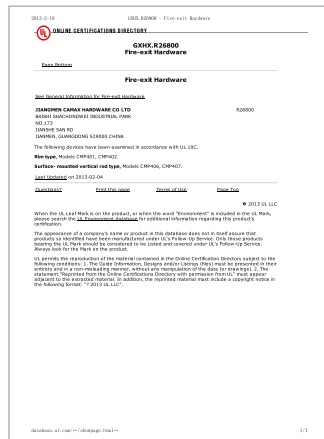 2013-2-19 GXHX.R26800 - Fire-exit Hardware
UL ONLINE CERTIFICATIONS DIRECTORY
GXHX.R26800
Fire-exit Hardware
Page Bottom
Fire-exit Hardware
See General Information for Fire-exit Hardware
JIANGMEN CAMAX HARDWARE CO LTD R26800
BAISHI SHACHONGWEI INDUSTRIAL PARK
NO.173
JIANSHE SAN RD
JIANMEN, GUANGDONG 529000 CHINA
The following devices have been examined in accordance with UL 10C.
Rim type, Models CMP401, CMP402.
Surface- mounted vertical rod type, Models CMP406, CMP407.
Last Updated on 2013-02-04
Questions? Print this page Terms of Use Page Top
� 2013 UL LLC
When the UL Leaf Mark is on the product, or when the word "Environment" is included in the UL Mark,
please search the UL Environment database for additional information regarding this product's
certification.
The appearance of a company's name or product in this database does not in itself assure that
products so identified have been manufactured under UL's Follow-Up Service. Only those products
bearing the UL Mark should be considered to be Listed and covered under UL's Follow-Up Service.
Always look for the Mark on the product.
UL permits the reproduction of the material contained in the Online Certification Directory subject to the
following conditions: 1. The Guide Information, Designs and/or Listings (files) must be presented in their
entirety and in a non-misleading manner, without any manipulation of the data (or drawings). 2. The
statement "Reprinted from the Online Certifications Directory with permission from UL" must appear
adjacent to the extracted material. In addition, the reprinted material must include a copyright notice in
the following format: "? 2013 UL LLC".
1/1